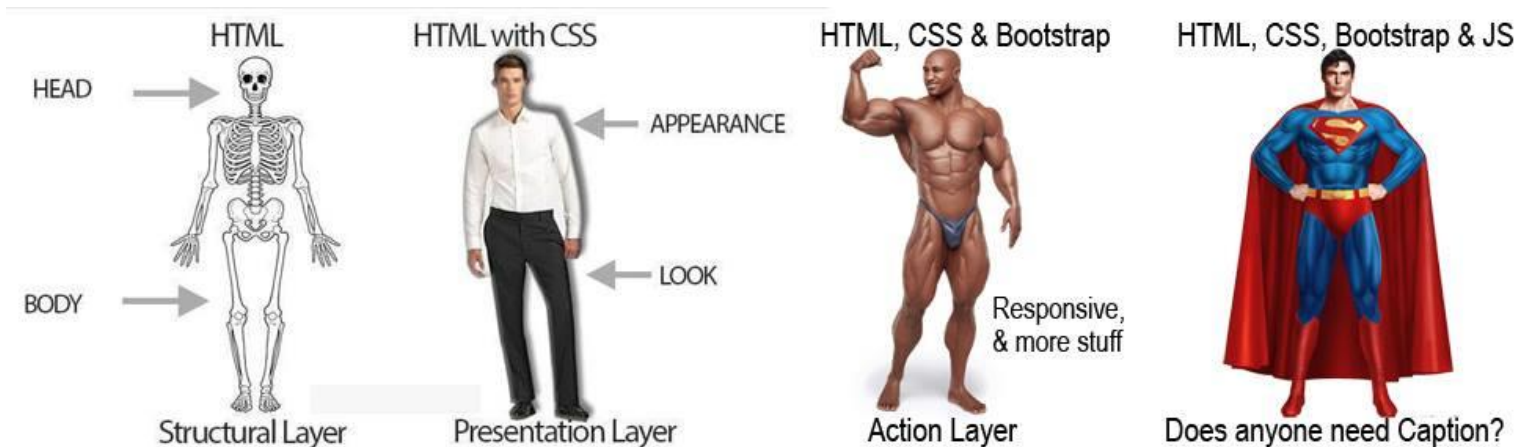 HTML
HEAD
BODY
Structural Layer
HTML with CSS
APPEARANCE
LOOK
Presentation Layer
HTML, CSS & Bootstrap
Responsive,
& more stuff
Action Layer
HTML, CSS, Bootstrap & JS
S
Does anyone need Caption?